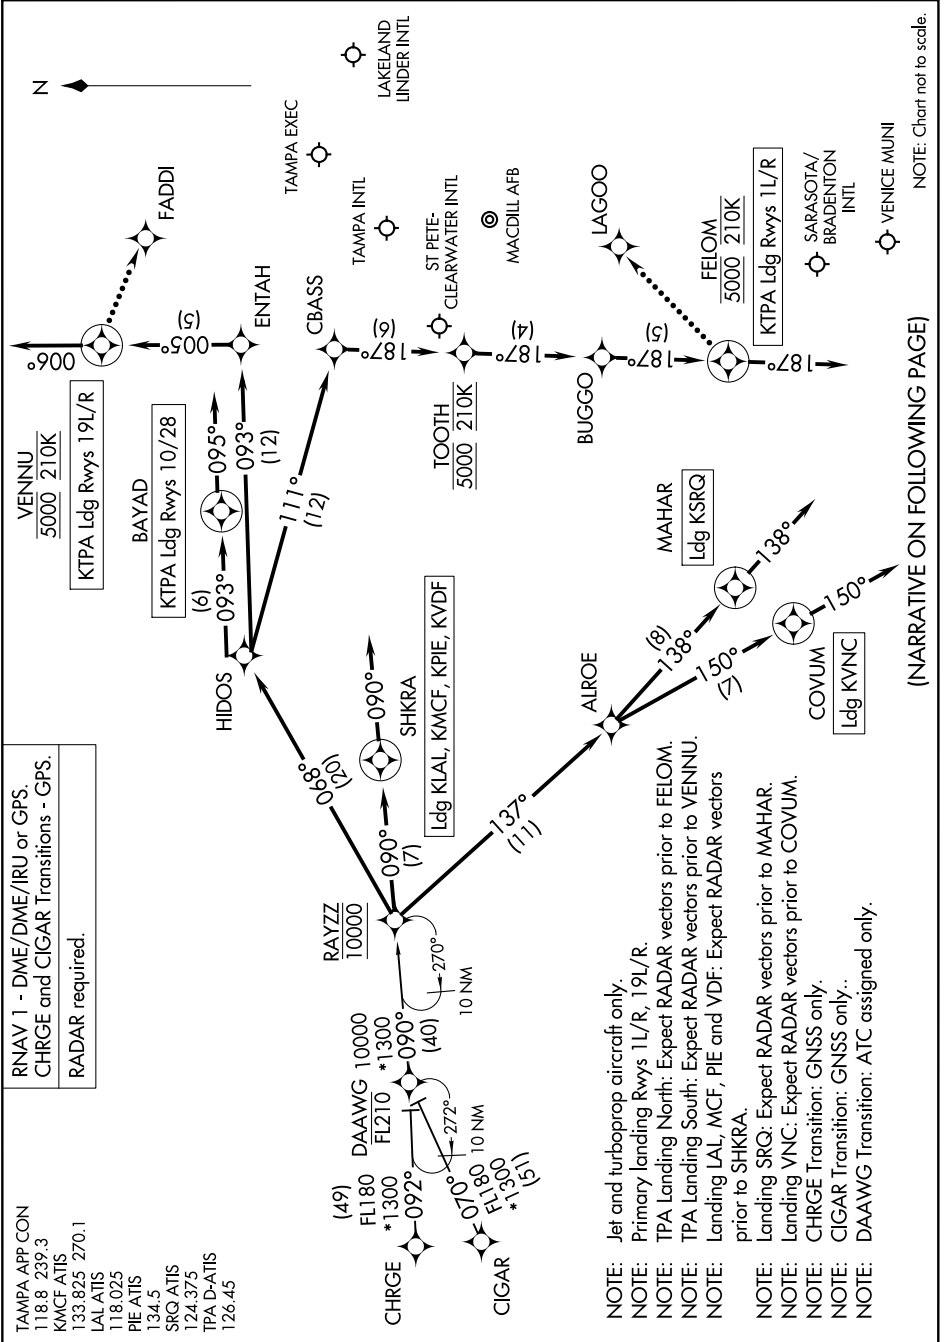 TAMPA APP CON
118.8 239.3
KMCF ATIS
133.825 270.1
LAL ATIS
118.025
PIE ATIS
134.5
SRQ ATIS
124.375
TPA D-ATIS
126.45
RNAV 1 - DME/DME/IRU or GPS.
CHRGE and CIGAR Transitions - GPS.
RADAR required.
VENNU
5000 210K
KTPA Ldg Rwys 19L/R
006°
N
FADDI
005°
(5)
ENTAH
BAYAD
KTPA Ldg Rwys 10/28
(6)
093°
095°
093°
(12)
HIDOS
111°
(12)
CBASS
187°
(6)
TAMPA EXEC
LAKELAND
LINDER INTL
TAMPA INTL
ST PETE-
CLEARWATER INTL
MACDILL AFB
TOOTH
5000 210K
187°
(4)
BUGGO
187°
(5)
LAGOO
FELOM
5000 210K
KTPA Ldg Rwys 1L/R
187°
SARASOTA/
BRADENTON
INTL
VENICE MUNI
068°
(20)
SHKRA
090°
Ldg KLAL, KMCF, KPIE, KVDF
090°
(7)
RAYZZ
10000
270°
10 NM
137°
(11)
ALROE
138°
(8)
MAHAR
Ldg KSRQ
138°
150°
(7)
COVUM
Ldg KVNC
150°
10000
*1300
090°
(40)
DAAWG
FL210
272°
10 NM
(49)
FL180
*1300
092°
CHRGE
070°
FL180
*1300
(51)
CIGAR
NOTE: Jet and turboprop aircraft only.
NOTE: Primary landing Rwys 1L/R, 19L/R.
NOTE: TPA Landing North: Expect RADAR vectors prior to FELOM.
NOTE: TPA Landing South: Expect RADAR vectors prior to VENNU.
NOTE: Landing LAL, MCF, PIE and VDF: Expect RADAR vectors
prior to SHKRA.
NOTE: Landing SRQ: Expect RADAR vectors prior to MAHAR.
NOTE: Landing VNC: Expect RADAR vectors prior to COVUM.
NOTE: CHRGE Transition: GNSS only.
NOTE: CIGAR Transition: GNSS only..
NOTE: DAAWG Transition: ATC assigned only.
(NARRATIVE ON FOLLOWING PAGE)
NOTE: Chart not to scale.